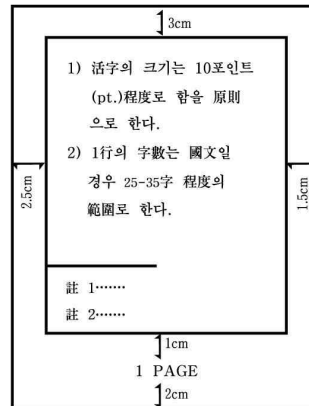 3cm
1) 活字의 크기는 10포인트
(pt.)程度로 함을 原則
으로 한다.
2) 1行의 字數는 國文일
경우 25-35字 程度의
範圍로 한다.
2.5cm
1.5cm
註 1·······
註 2·······
1cm
1 PAGE
2cm